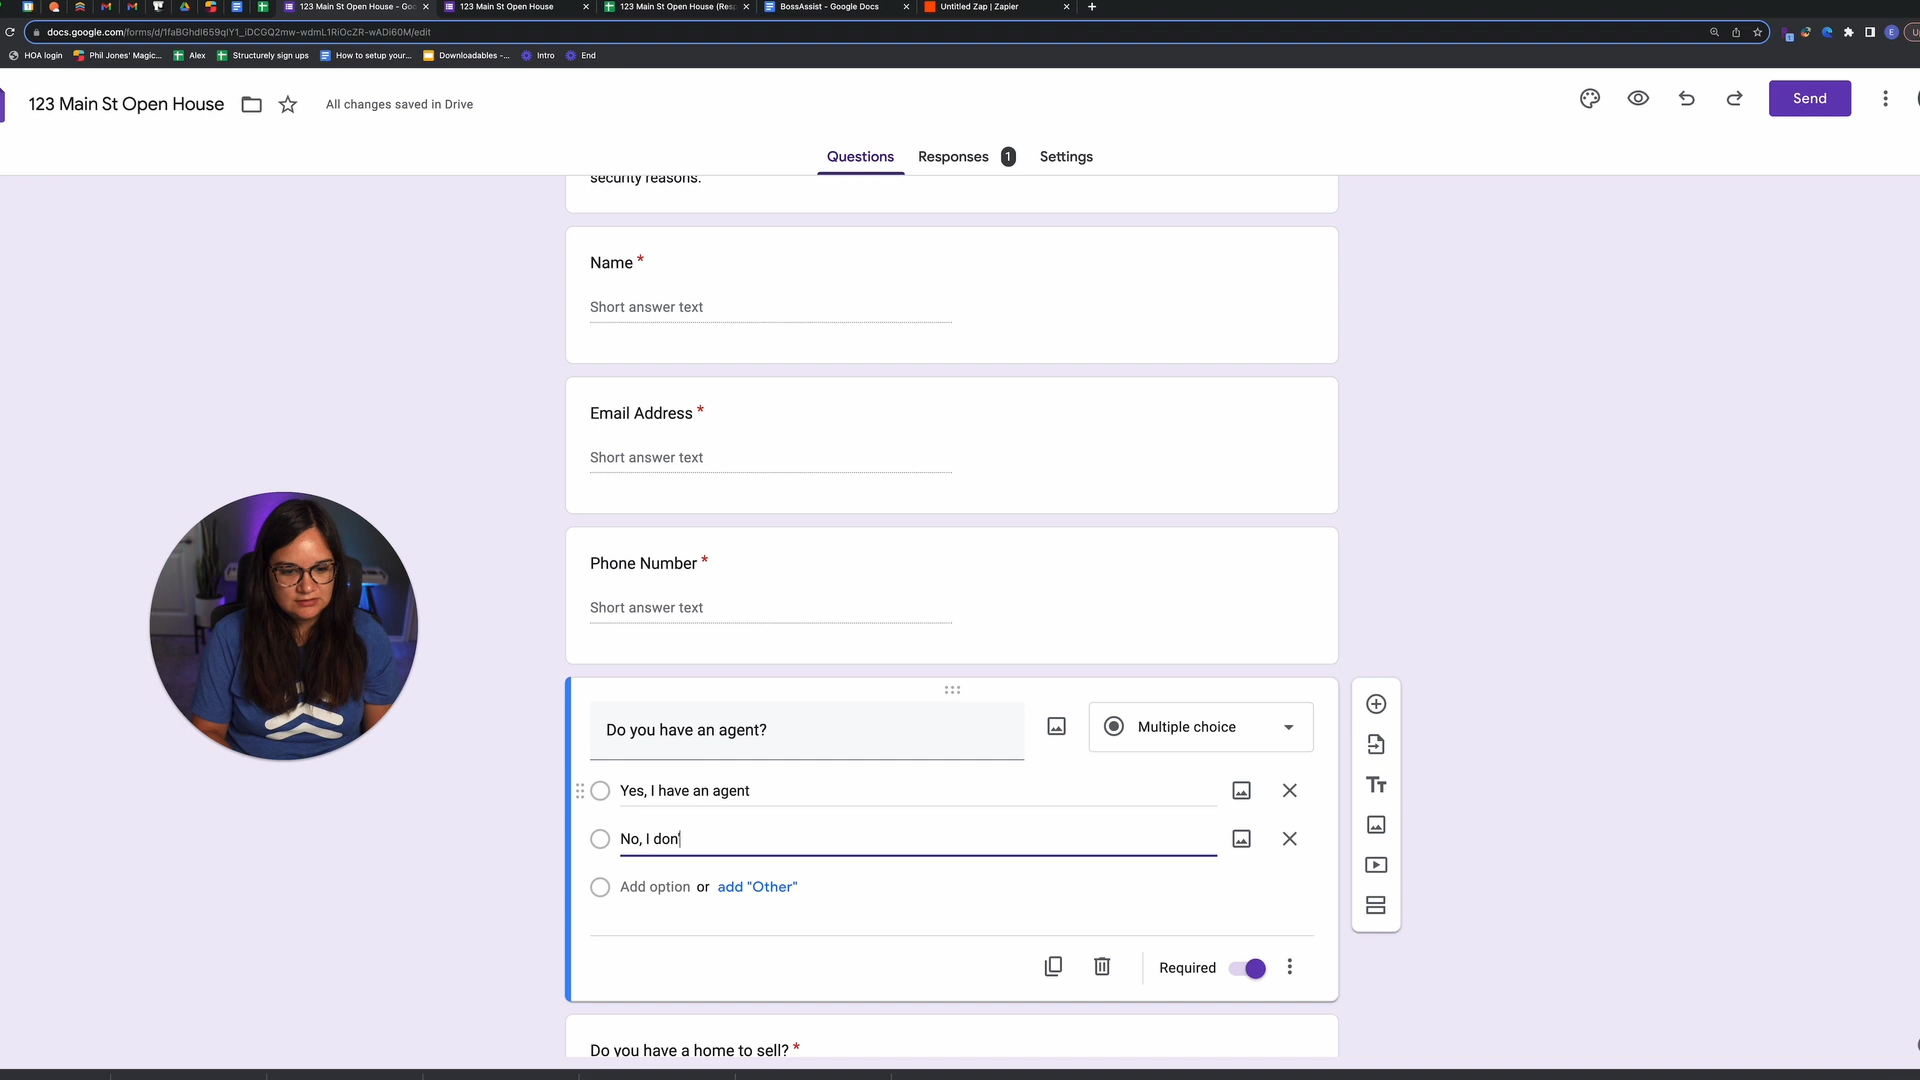 123 Main St Open House - Goo
123 Main St Open House
123 Main St Open House (Resp
BossAssist - Google Docs
Untitled Zap | Zapier
docs.google.com/forms/d/1faBGhdI659qIY1_iDCGQ2mw-wdmL1RiOcZR-wADi60M/edit
HOA login
Phil Jones' Magic...
Alex
Structurely sign ups
How to setup your...
Downloadables -...
Intro
End
123 Main St Open House
All changes saved in Drive
Send
Questions
Responses 1
Settings
security reasons.
Name *
Short answer text
Email Address *
Short answer text
Phone Number *
Short answer text
Do you have an agent?
Multiple choice
Yes, I have an agent
No, I don'
Add option or add "Other"
Required
Do you have a home to sell? *